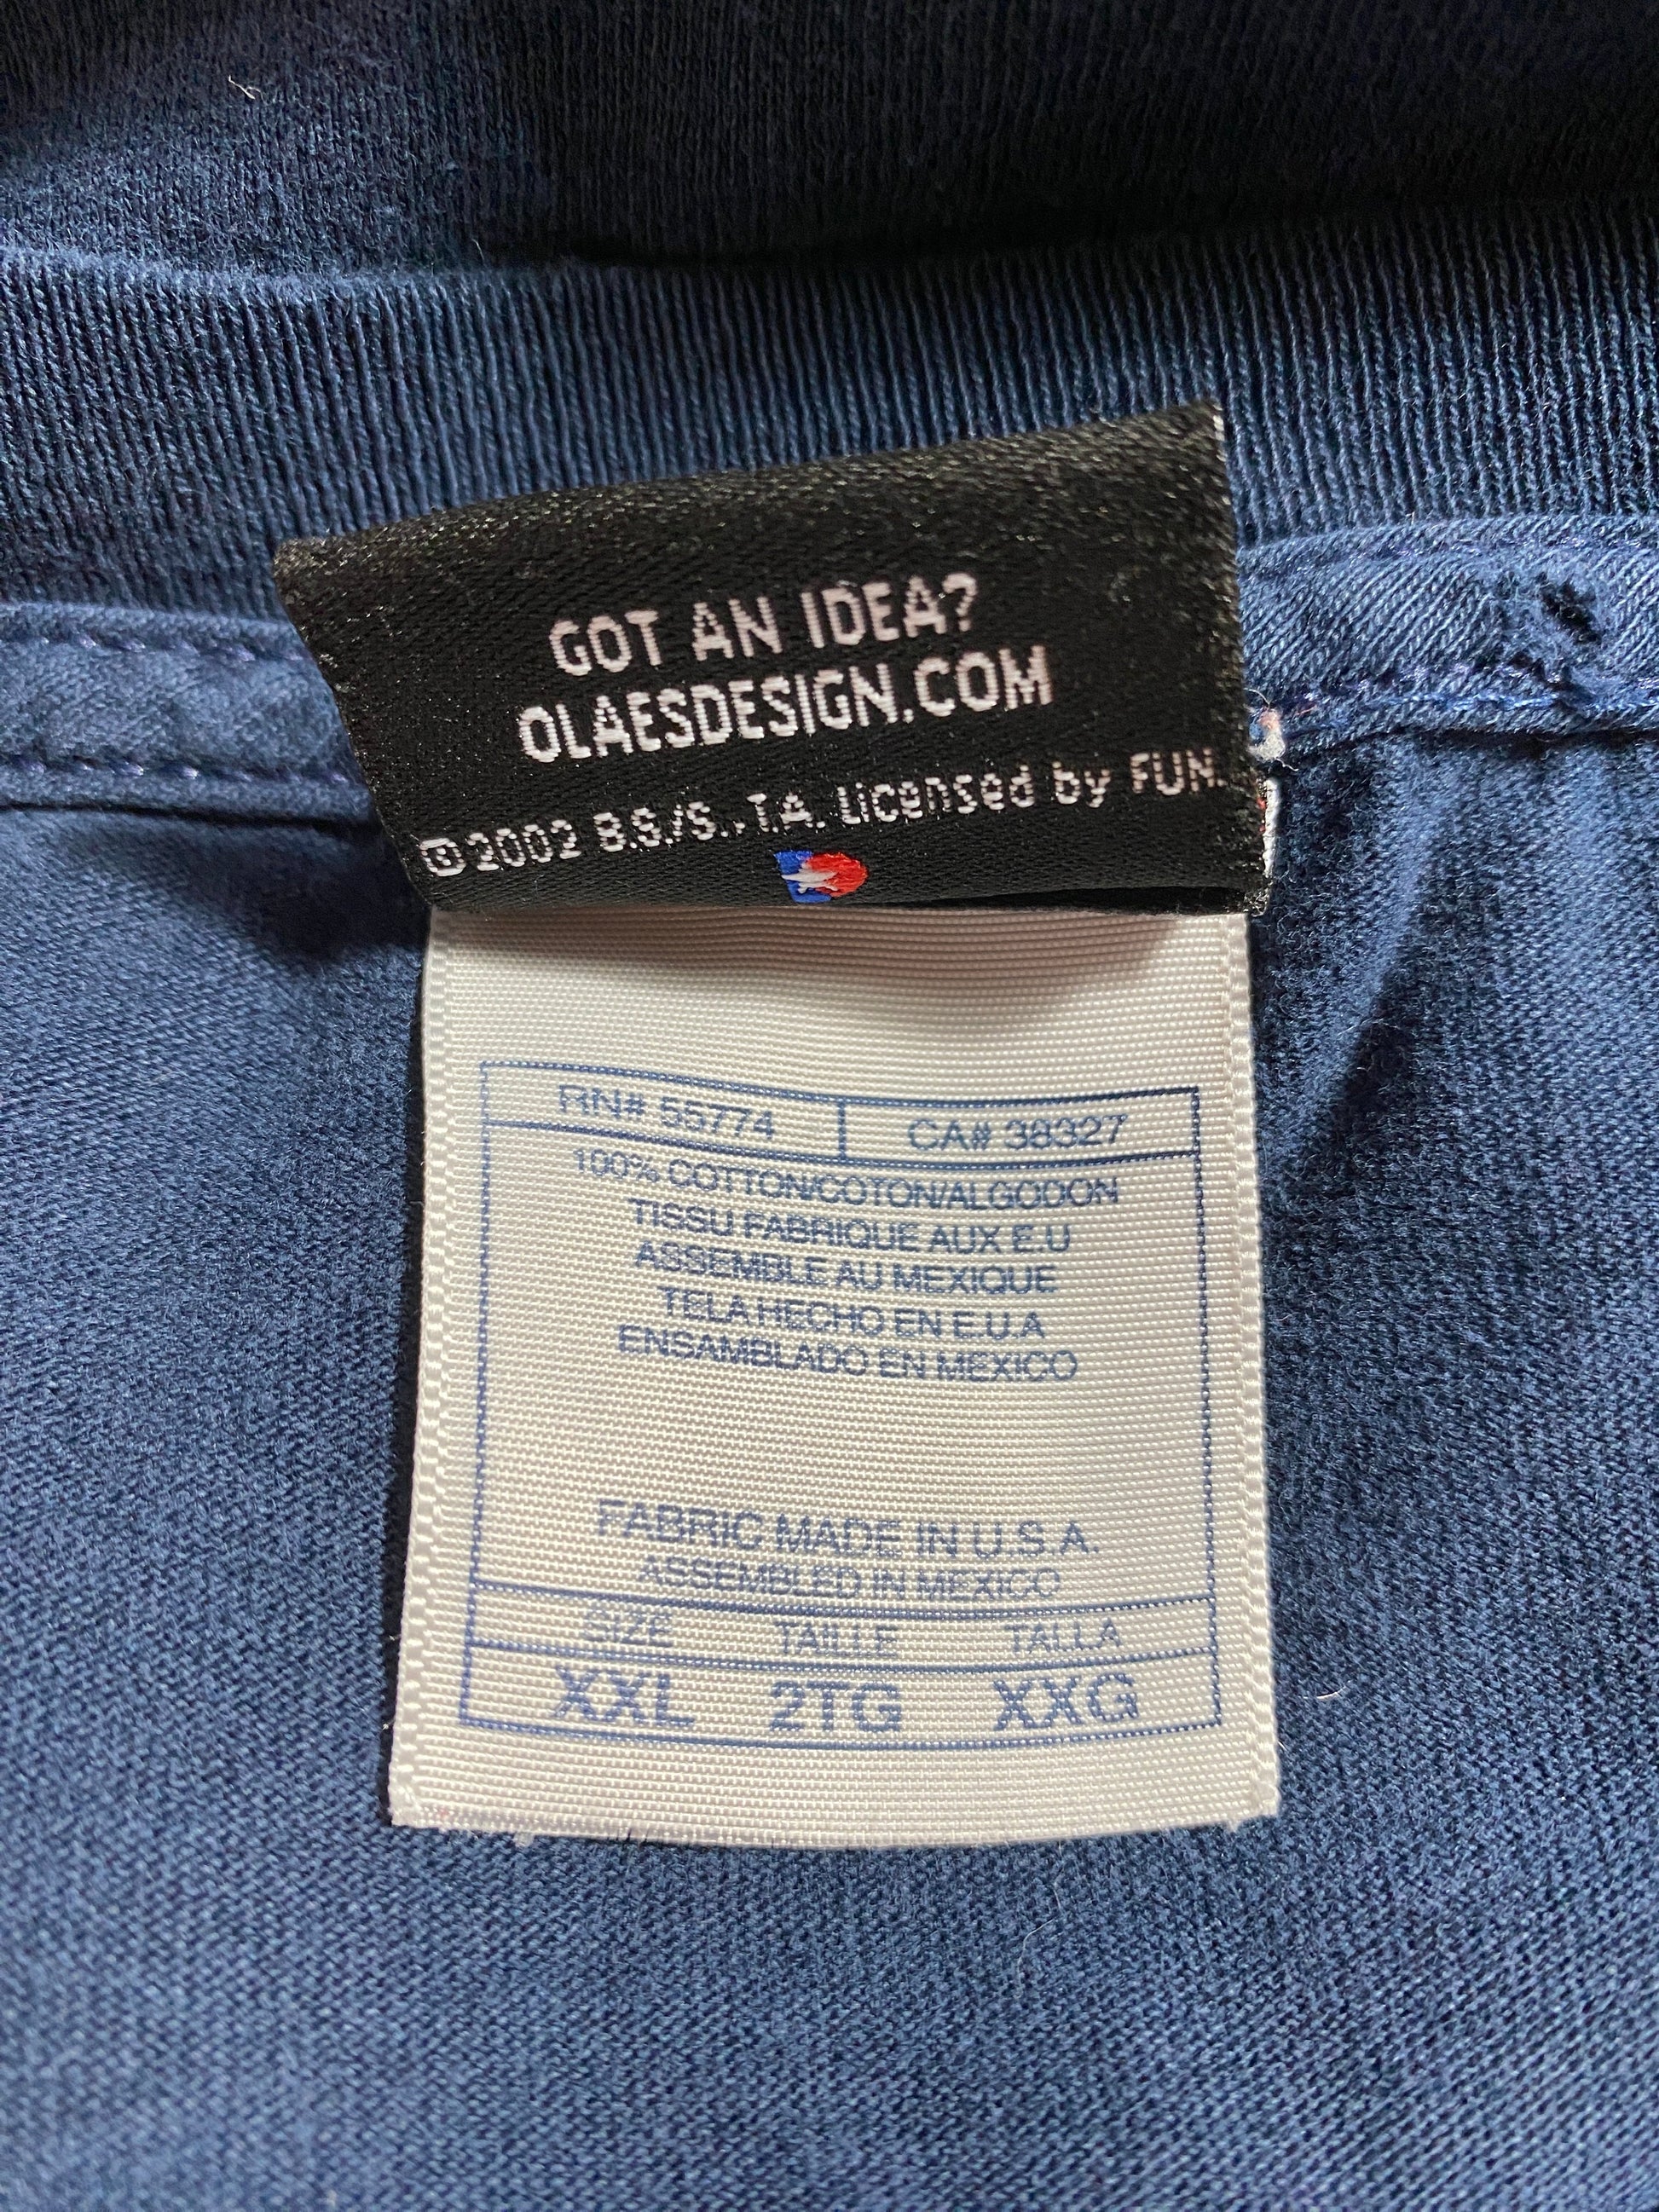 GOT AN IDEA?
OLAESDESIGN.COM
©2002 B.S./S., T.A. Licensed by FUN.
RN# 55774 CA# 38327
100% COTTON/COTON/ALGODON
TISSU FABRIQUE AUX E.U
ASSEMBLE AU MEXIQUE
TELA HECHO EN E.U.A
ENSAMBLADO EN MEXICO
FABRIC MADE IN U.S.A.
ASSEMBLED IN MEXICO
SIZE TAILLE TALLA
XXL 2TG XXG